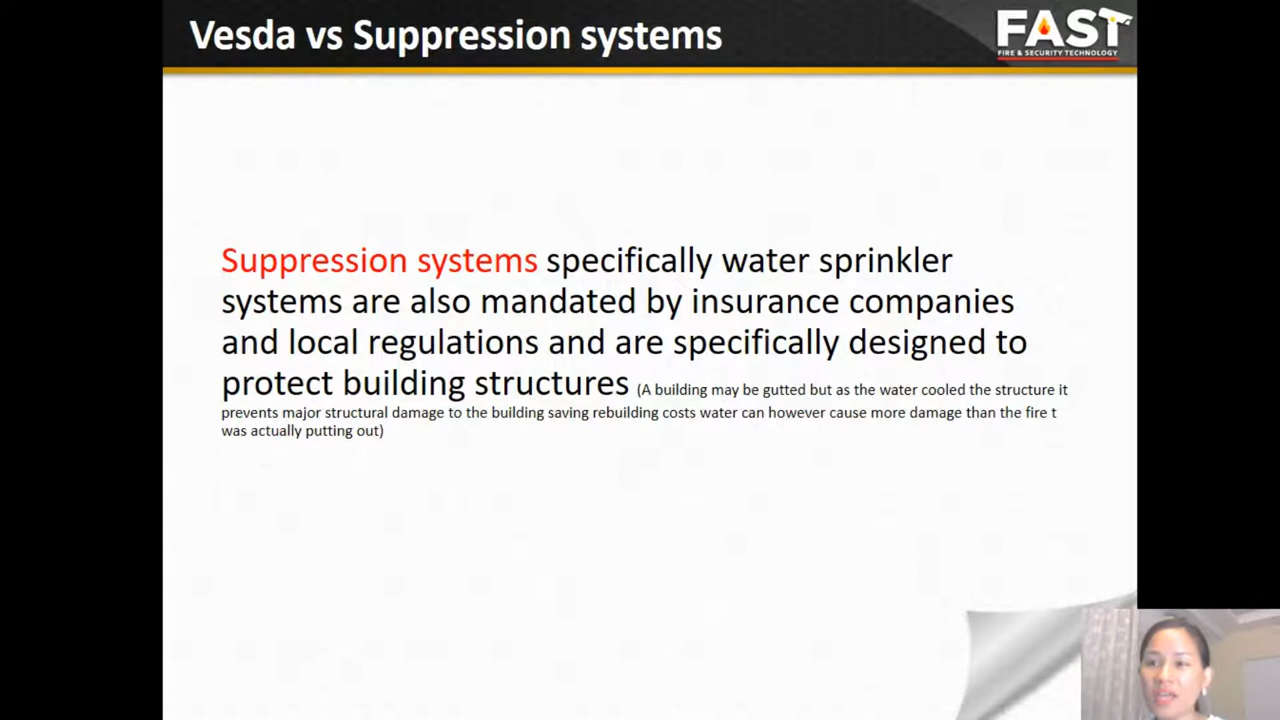 Vesda vs Suppression systems
FAST
FIRE & SECURITY TECHNOLOGY
Suppression systems specifically water sprinkler
systems are also mandated by insurance companies
and local regulations and are specifically designed to
protect building structures (A building may be gutted but as the water cooled the structure it
prevents major structural damage to the building saving rebuilding costs water can however cause more damage than the fire t
was actually putting out)